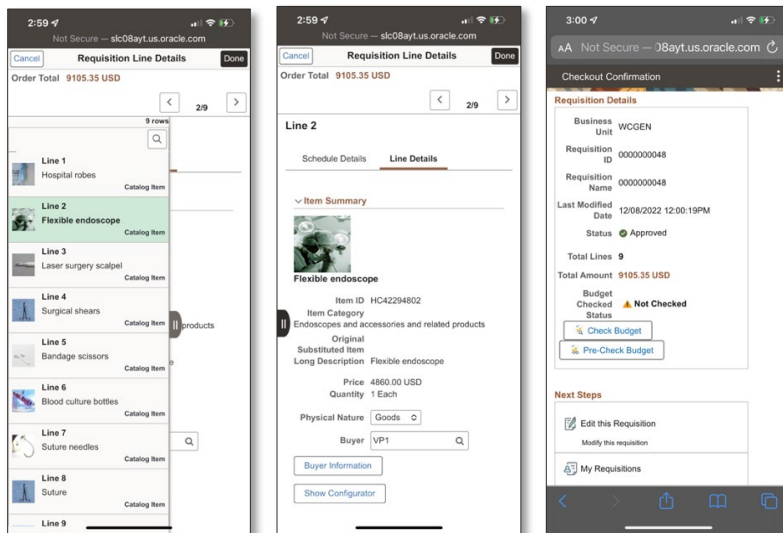 2:59
Not Secure — slc08ayt.us.oracle.com
Cancel
Requisition Line Details
Done
Order Total 9105.35 USD
2/9
9 rows
Line 1
Hospital robes
Catalog Item
Line 2
Flexible endoscope
Catalog Item
Line 3
Laser surgery scalpel
Catalog Item
Line 4
Surgical shears
Catalog Item
products
Line 5
Bandage scissors
Catalog Item
e
Line 6
Blood culture bottles
Catalog Item
Line 7
Suture needles
Catalog Item
Line 8
Suture
Catalog Item
Line 9
2:59
Not Secure — slc08ayt.us.oracle.com
Cancel
Requisition Line Details
Done
Order Total 9105.35 USD
2/9
Line 2
Schedule Details
Line Details
Item Summary
Flexible endoscope
Item ID HC42294802
Item Category
Endoscopes and accessories and related products
Original
Substituted Item
Long Description Flexible endoscope
Price 4860.00 USD
Quantity 1 Each
Physical Nature Goods
Buyer VP1
Buyer Information
Show Configurator
3:00
AA Not Secure — 08ayt.us.oracle.com
Checkout Confirmation
Requisition Details
Business
Unit WCGEN
Requisition
ID 0000000048
Requisition
Name 0000000048
Last Modified
Date 12/08/2022 12:00:19PM
Status Approved
Total Lines 9
Total Amount 9105.35 USD
Budget
Checked Not Checked
Status
Check Budget
Pre-Check Budget
Next Steps
Edit this Requisition
Modify this requisition
My Requisitions